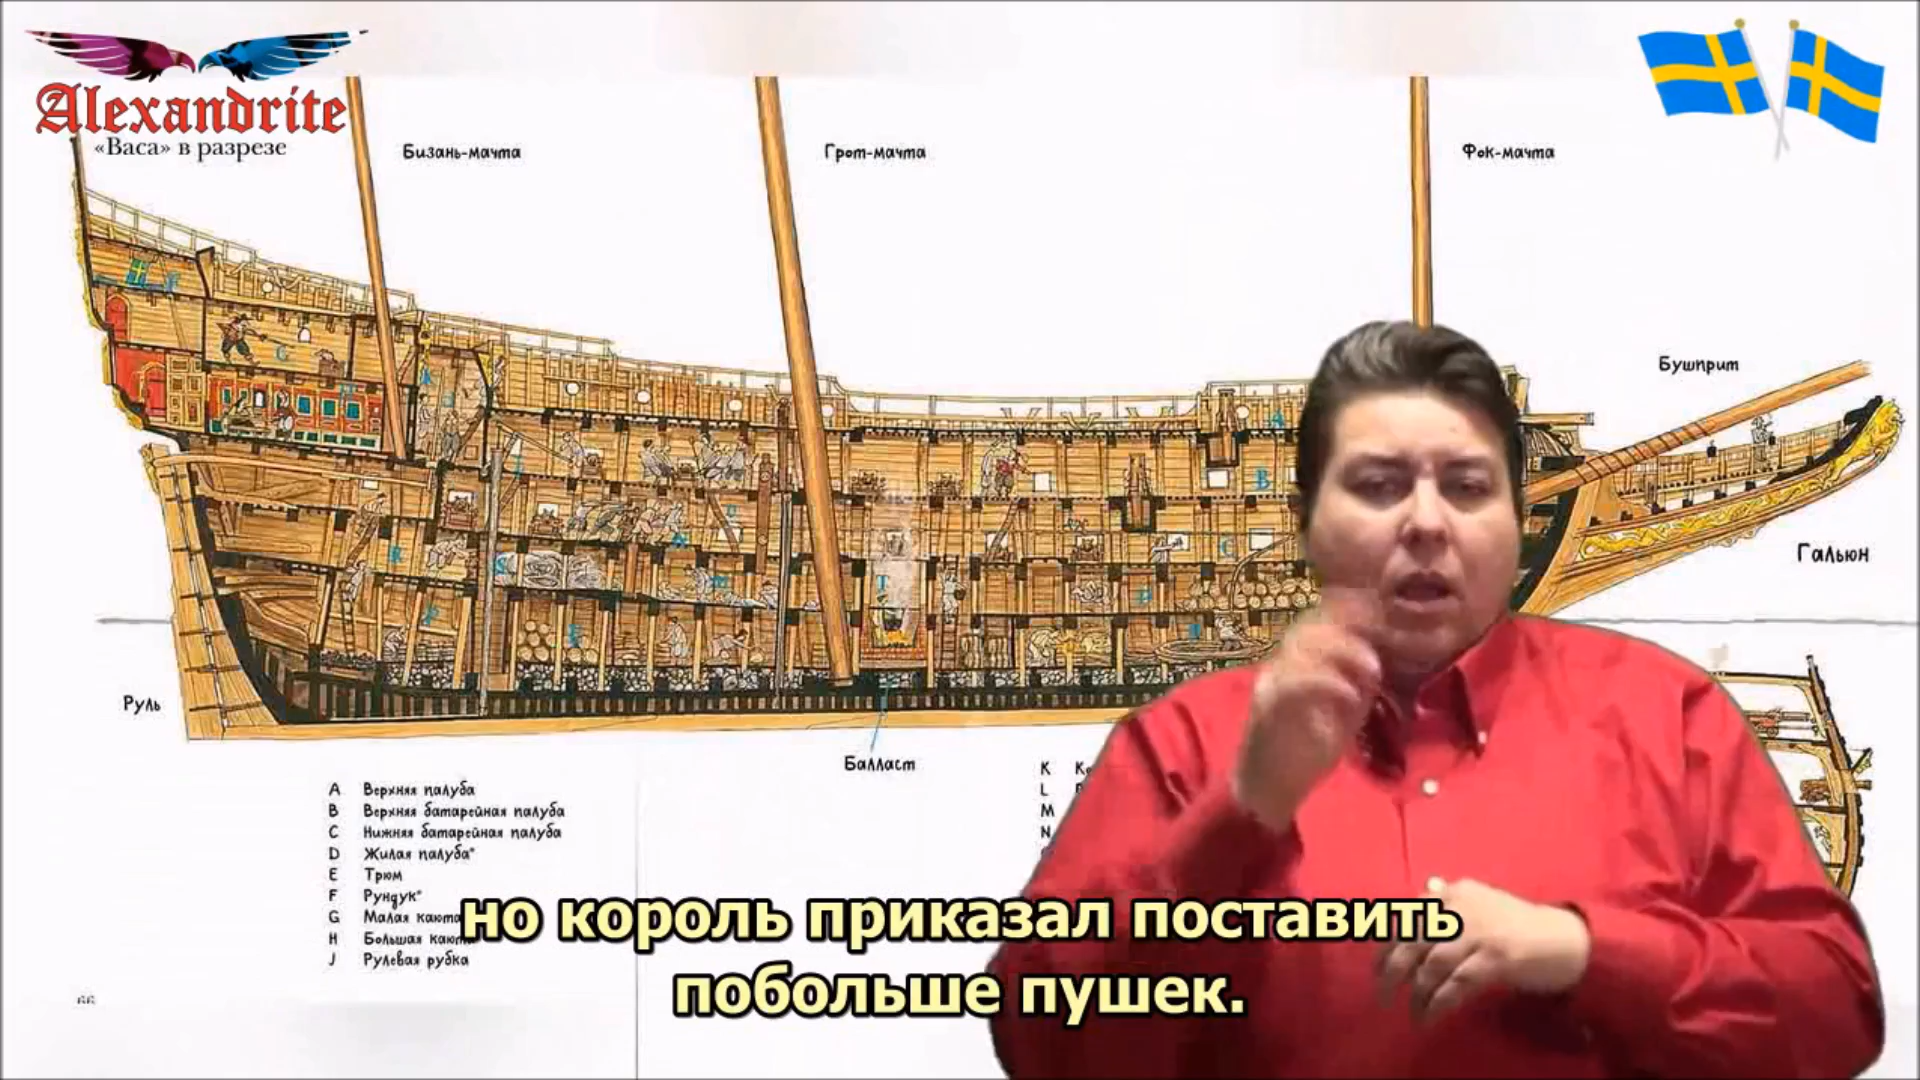 Alexandrite
«Васа» в разрезе
Бизань-мачта
Грот-мачта
Фок-мачта
Бушприт
Гальюн
Руль
Балласт
A Верхняя палуба
B Верхняя батарейная палуба
C Нижняя батарейная палуба
D Жилая палуба*
E Трюм
F Рундук*
G Малая каюта
H Большая каюта
J Рулевая рубка
K
L
M
N
66
но король приказал поставить
побольше пушек.